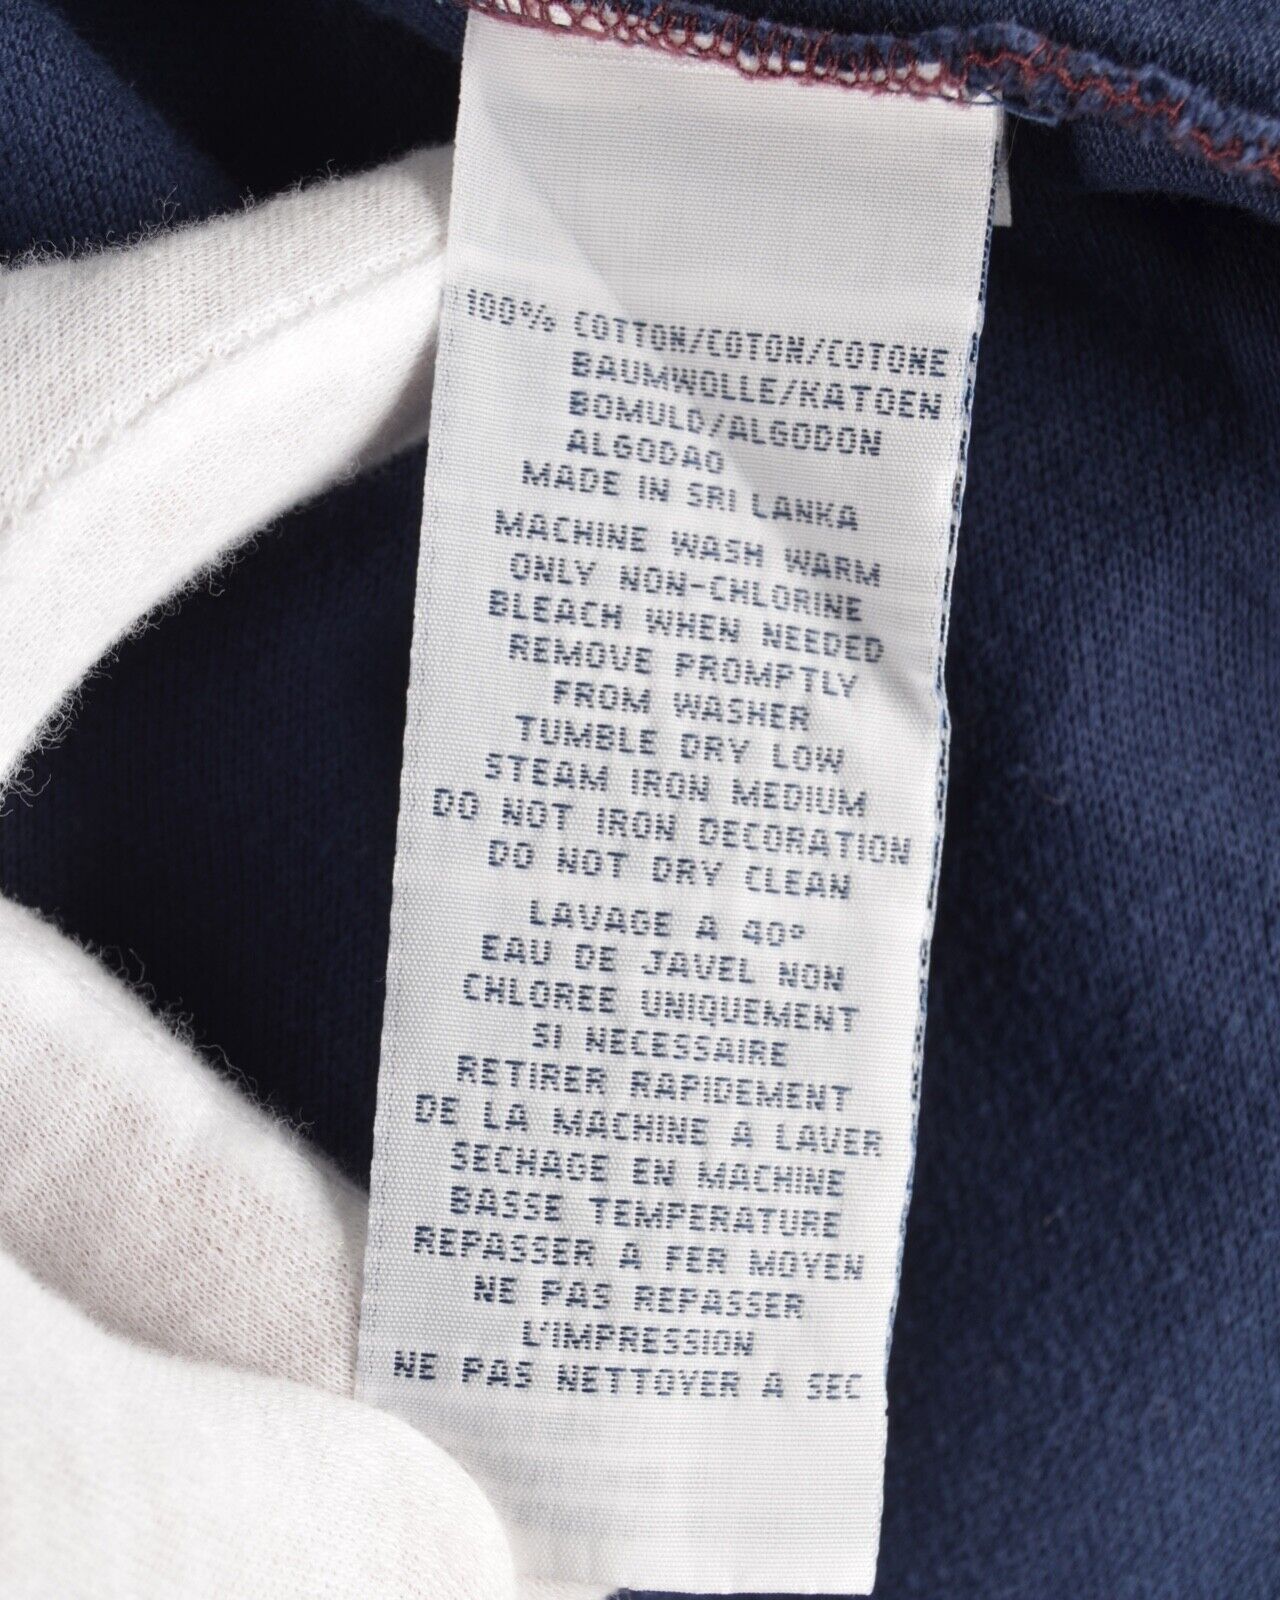 100% COTTON/COTON/COTONE
BAUMWOLLE/KATOEN
BOMULD/ALGODON
ALGODAO
MADE IN SRI LANKA
MACHINE WASH WARM
ONLY NON-CHLORINE
BLEACH WHEN NEEDED
REMOVE PROMPTLY
FROM WASHER
TUMBLE DRY LOW
STEAM IRON MEDIUM
DO NOT IRON DECORATION
DO NOT DRY CLEAN
LAVAGE A 40°
EAU DE JAVEL NON
CHLOREE UNIQUEMENT
SI NECESSAIRE
RETIRER RAPIDEMENT
DE LA MACHINE A LAVER
SECHAGE EN MACHINE
BASSE TEMPERATURE
REPASSER A FER MOYEN
NE PAS REPASSER
L'IMPRESSION
NE PAS NETTOYER A SEC